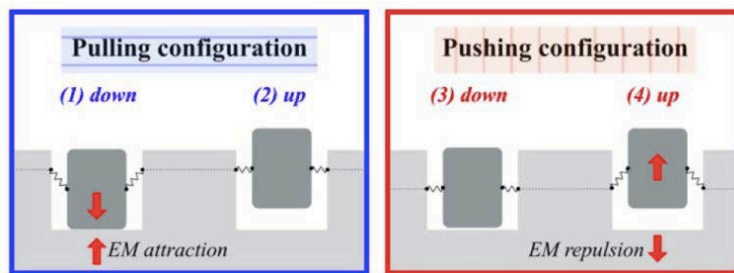 Pulling configuration
(1) down
(2) up
EM attraction
Pushing configuration
(3) down
(4) up
EM repulsion